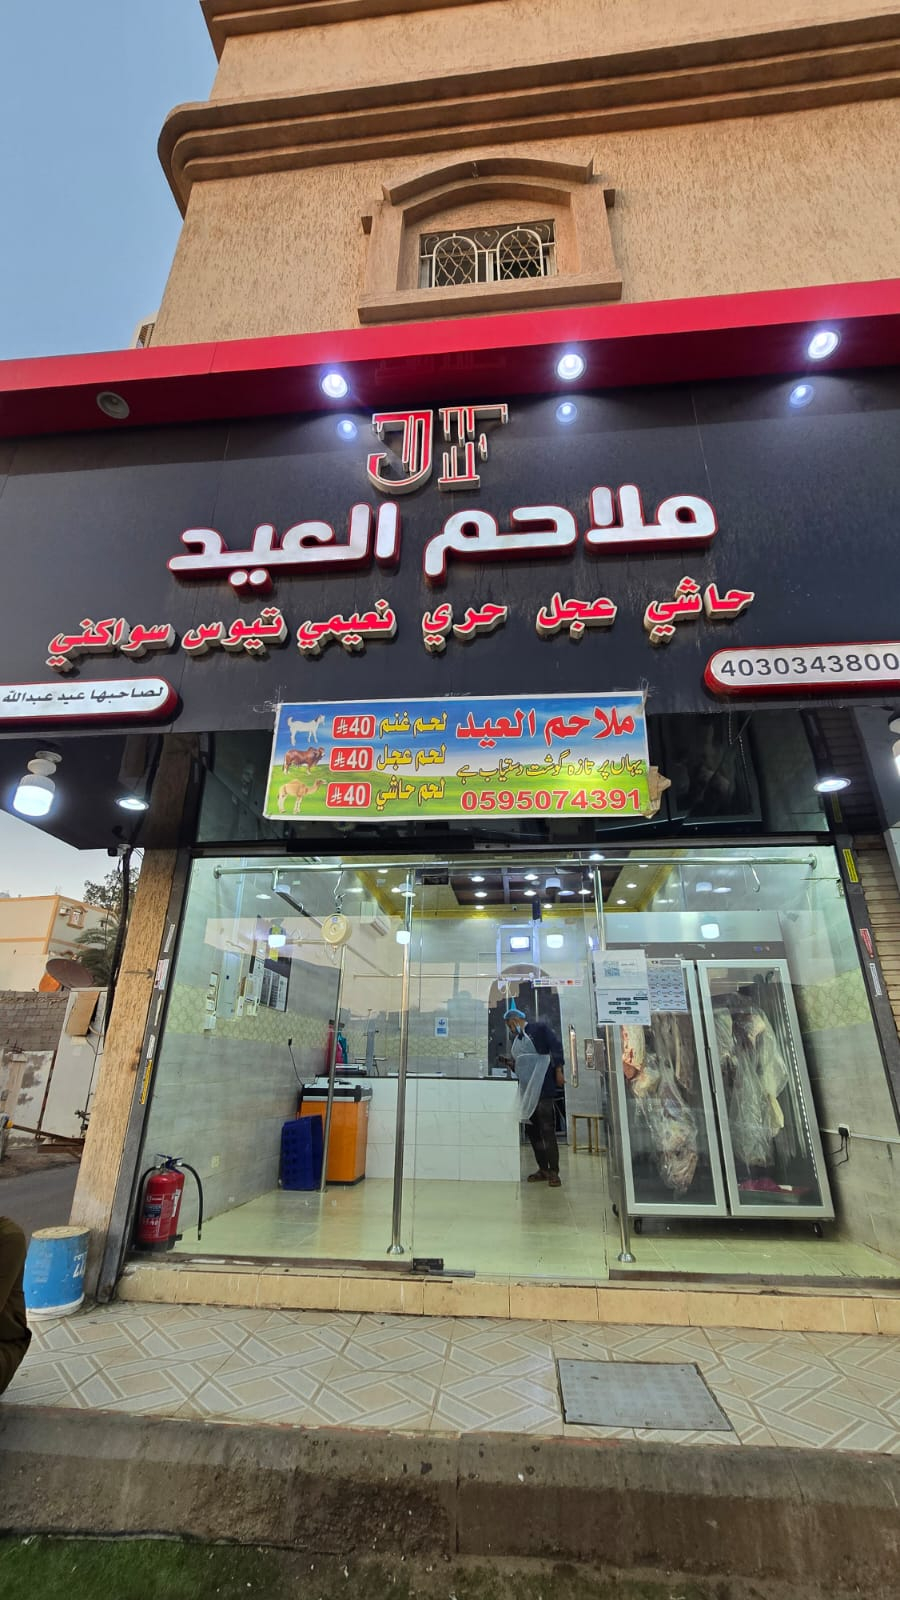 JF
ملاحم العيد
حاشي عجل حري نعيمي تيوس سواكني
4030343800
لصاحبها عيد عبدالله
ملاحم العيد
یہاں پر تازہ گوشت دستیاب ہے
0595074391
لحم غنم 40
لحم عجل 40
لحم حاشي 40